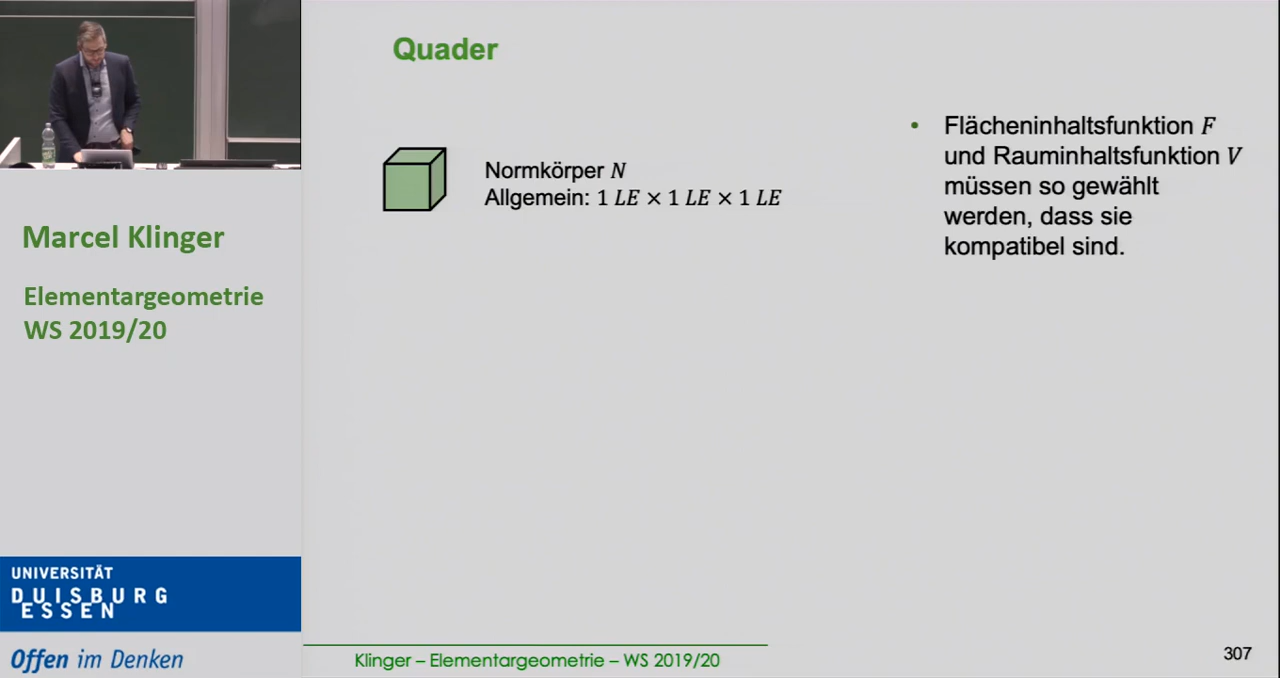 Quader
Normkörper N
Allgemein: 1 LE × 1 LE × 1 LE
• Flächeninhaltsfunktion F
und Rauminhaltsfunktion V
müssen so gewählt
werden, dass sie
kompatibel sind.
Marcel Klinger
Elementargeometrie
WS 2019/20
UNIVERSITÄT
DUISBURG
ESSEN
Offen im Denken
Klinger – Elementargeometrie – WS 2019/20
307